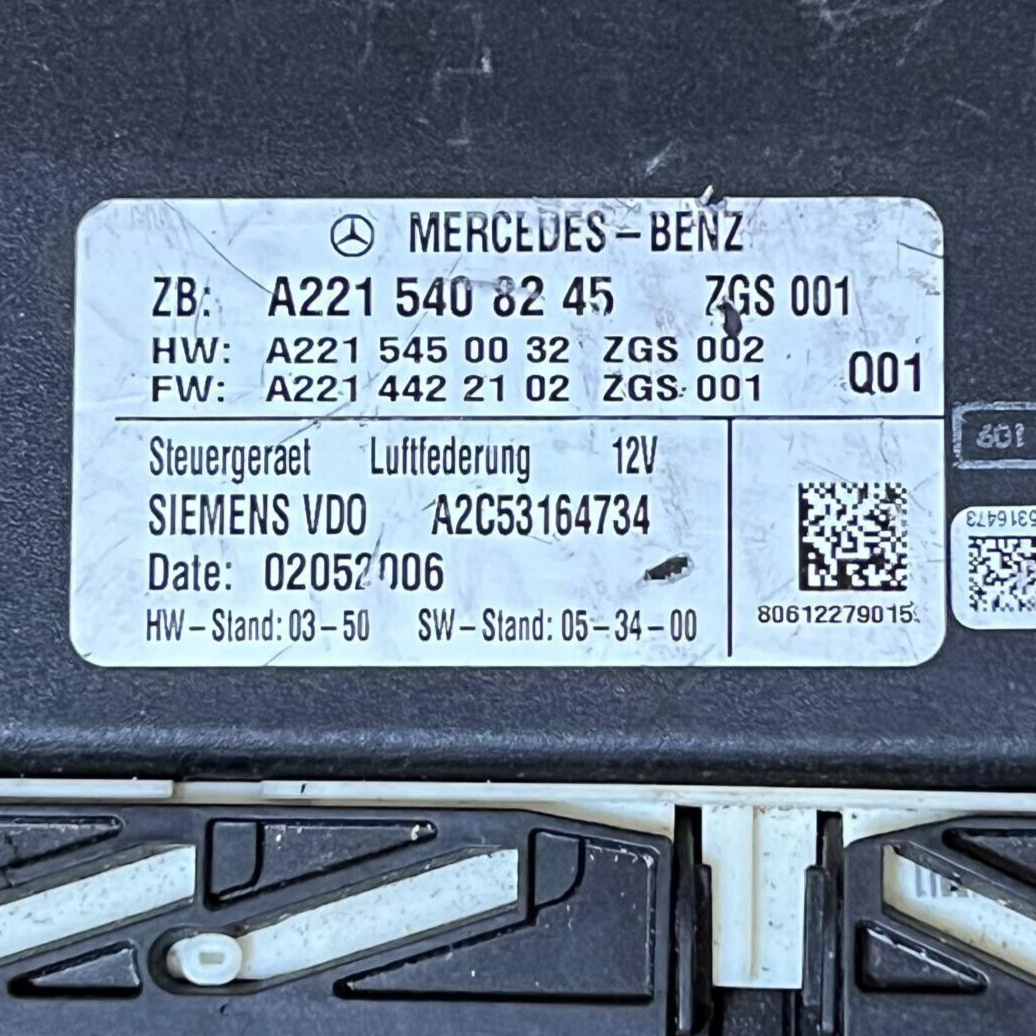 MERCEDES-BENZ
ZB: A221 540 82 45 ZGS 001
HW: A221 545 00 32 ZGS 002
FW: A221 442 21 02 ZGS 001
Q01
Steuergeraet Luftfederung 12V
SIEMENS VDO A2C53164734
Date: 02052006
HW-Stand: 03-50 SW-Stand: 05-34-00
80612279015